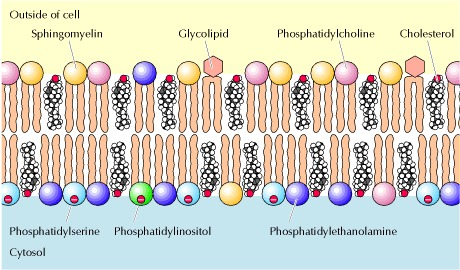 Outside of cell
Sphingomyelin Glycolipid Phosphatidylcholine Cholesterol
Phosphatidylserine Phosphatidylinositol Phosphatidylethanolamine
Cytosol